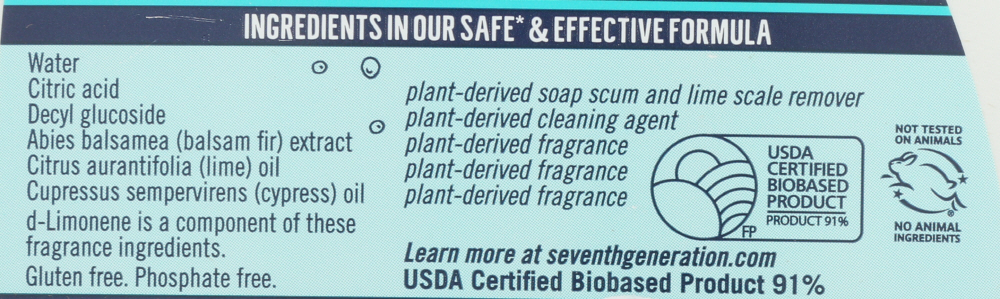 INGREDIENTS IN OUR SAFE* & EFFECTIVE FORMULA
Water
Citric acid plant-derived soap scum and lime scale remover
Decyl glucoside plant-derived cleaning agent
Abies balsamea (balsam fir) extract plant-derived fragrance
Citrus aurantifolia (lime) oil plant-derived fragrance
Cupressus sempervirens (cypress) oil plant-derived fragrance
d-Limonene is a component of these
fragrance ingredients.
Gluten free. Phosphate free.
Learn more at seventhgeneration.com
USDA Certified Biobased Product 91%
USDA
CERTIFIED
BIOBASED
PRODUCT
PRODUCT 91%
FP
NOT TESTED
ON ANIMALS
®
NO ANIMAL
INGREDIENTS